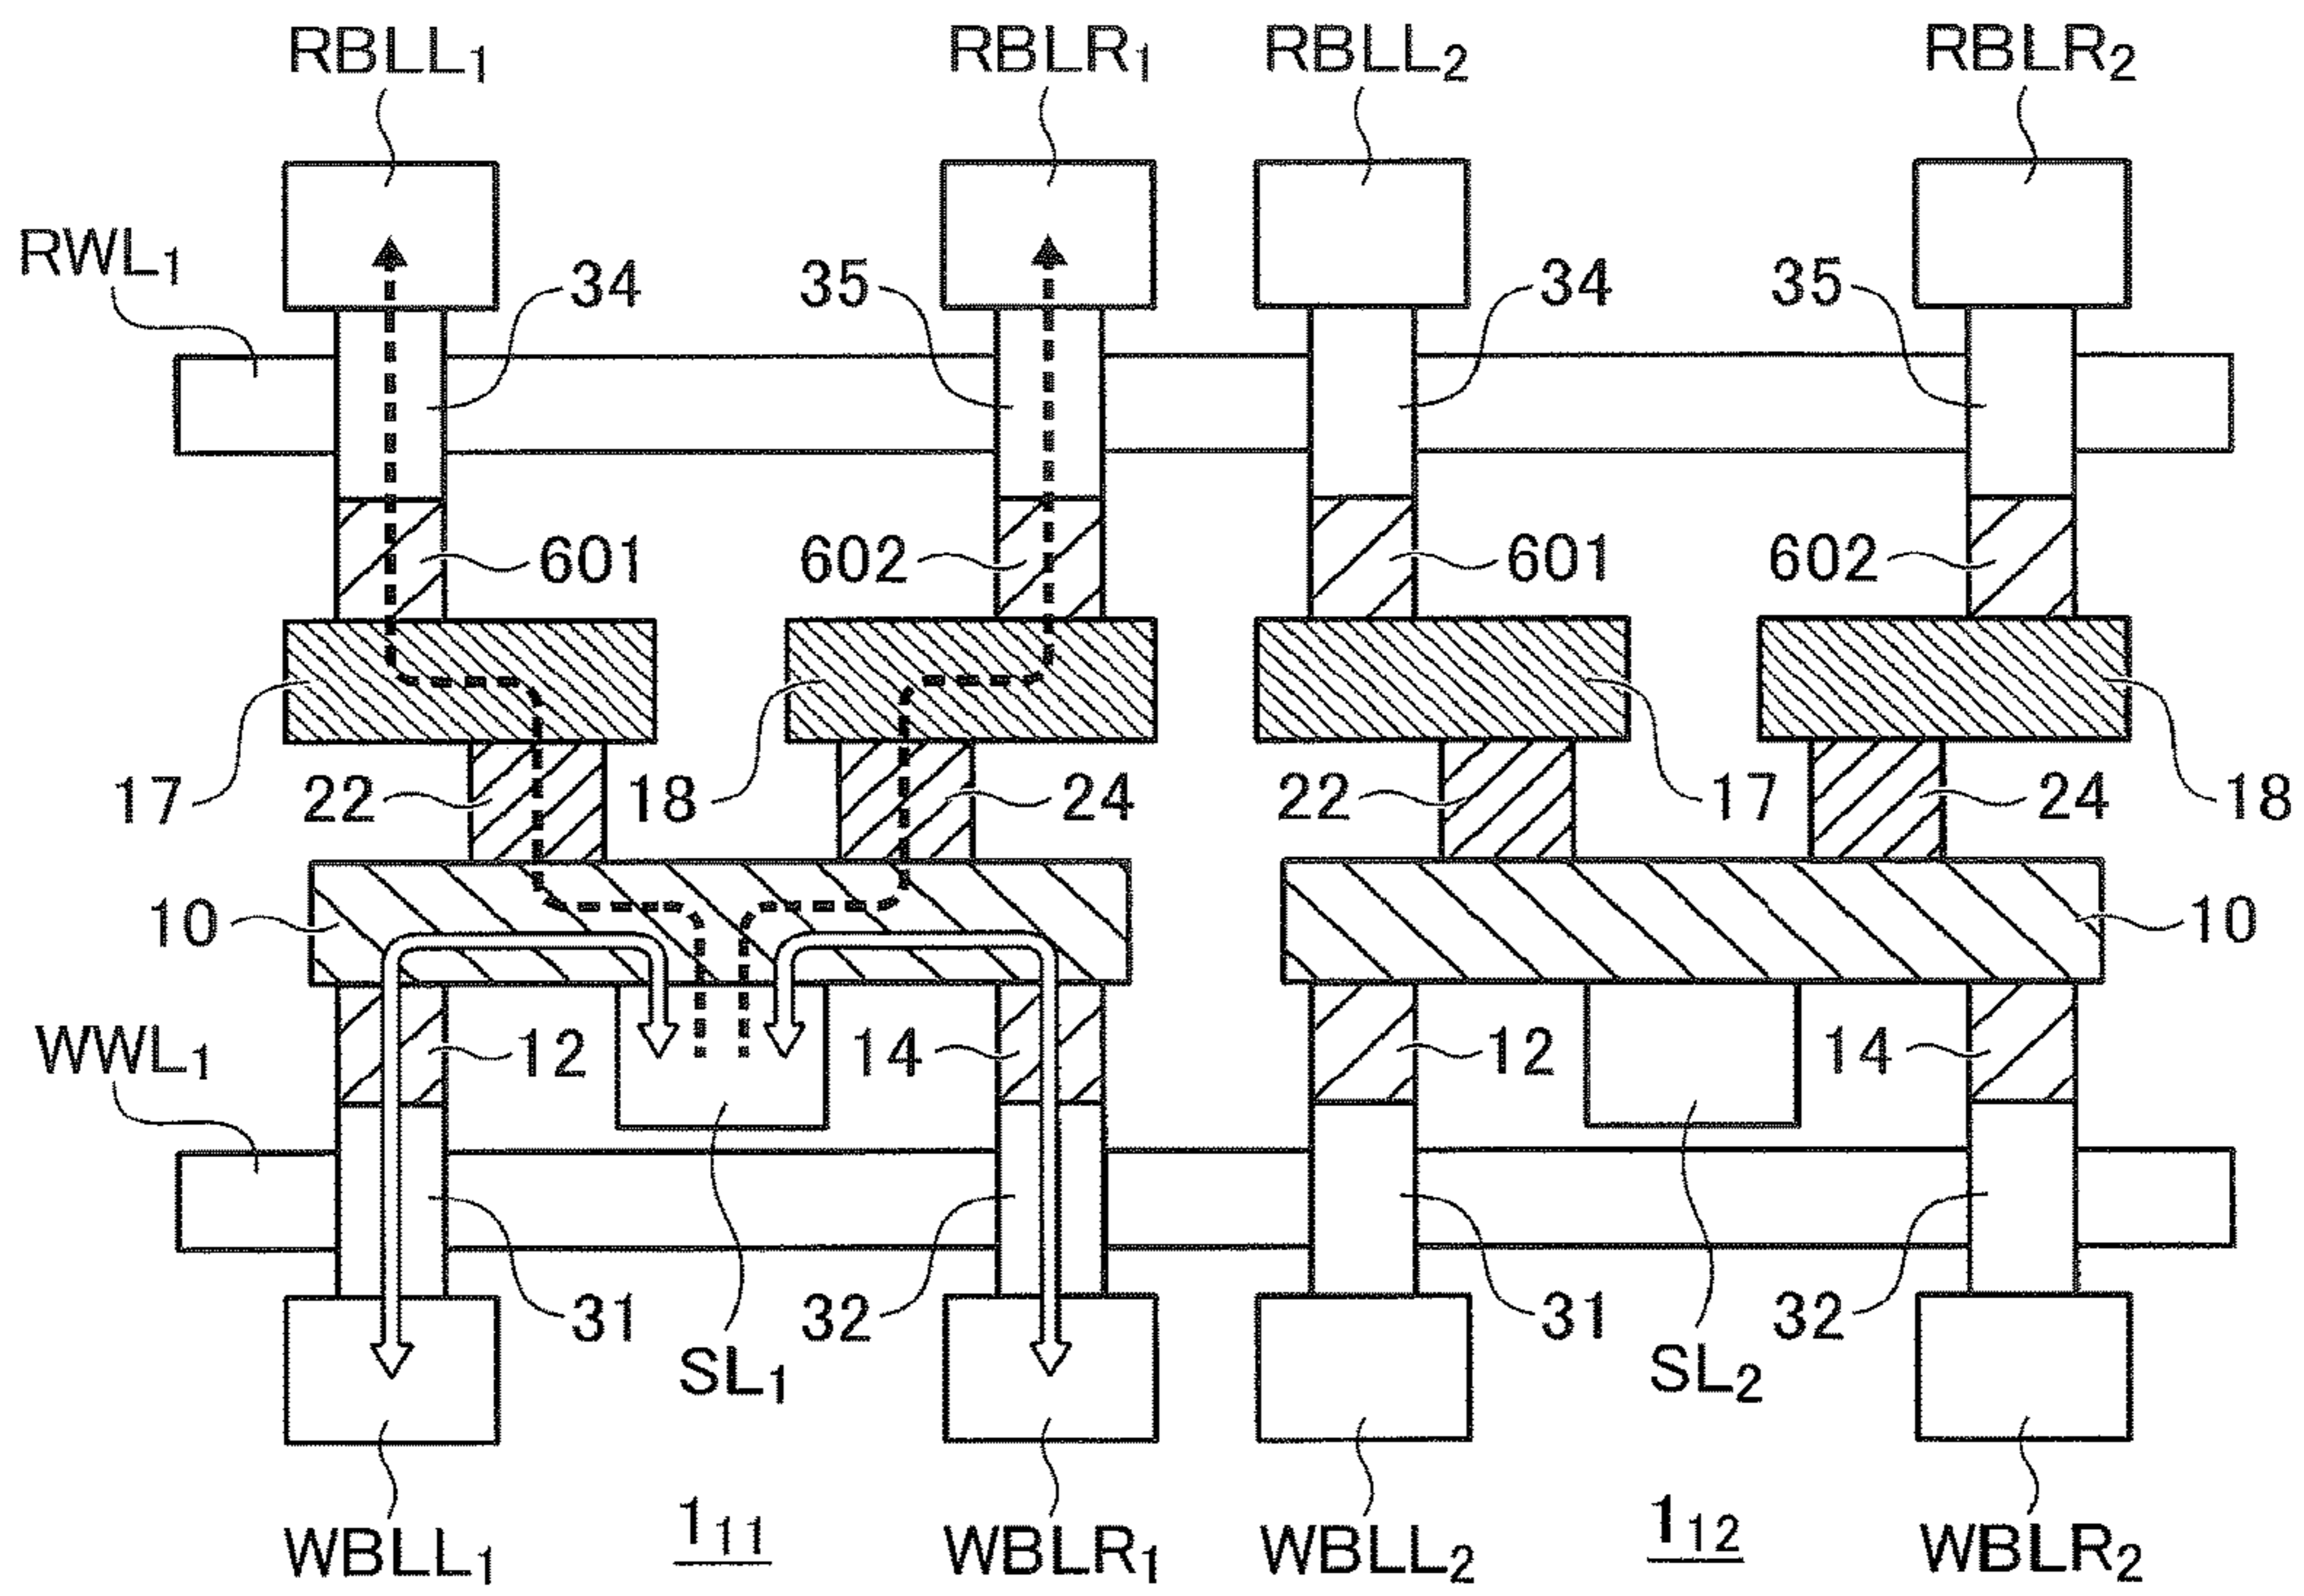 RBLL1 RBLR1 RBLL2 RBLR2
RWL1 34 35 34 35
601 602 601 602
17 22 18 24 22 17 24 18
10 10
WWL1 12 14 12 14
31 SL1 32 31 SL2 32
WBLL1 111 WBLR1 WBLL2 112 WBLR2